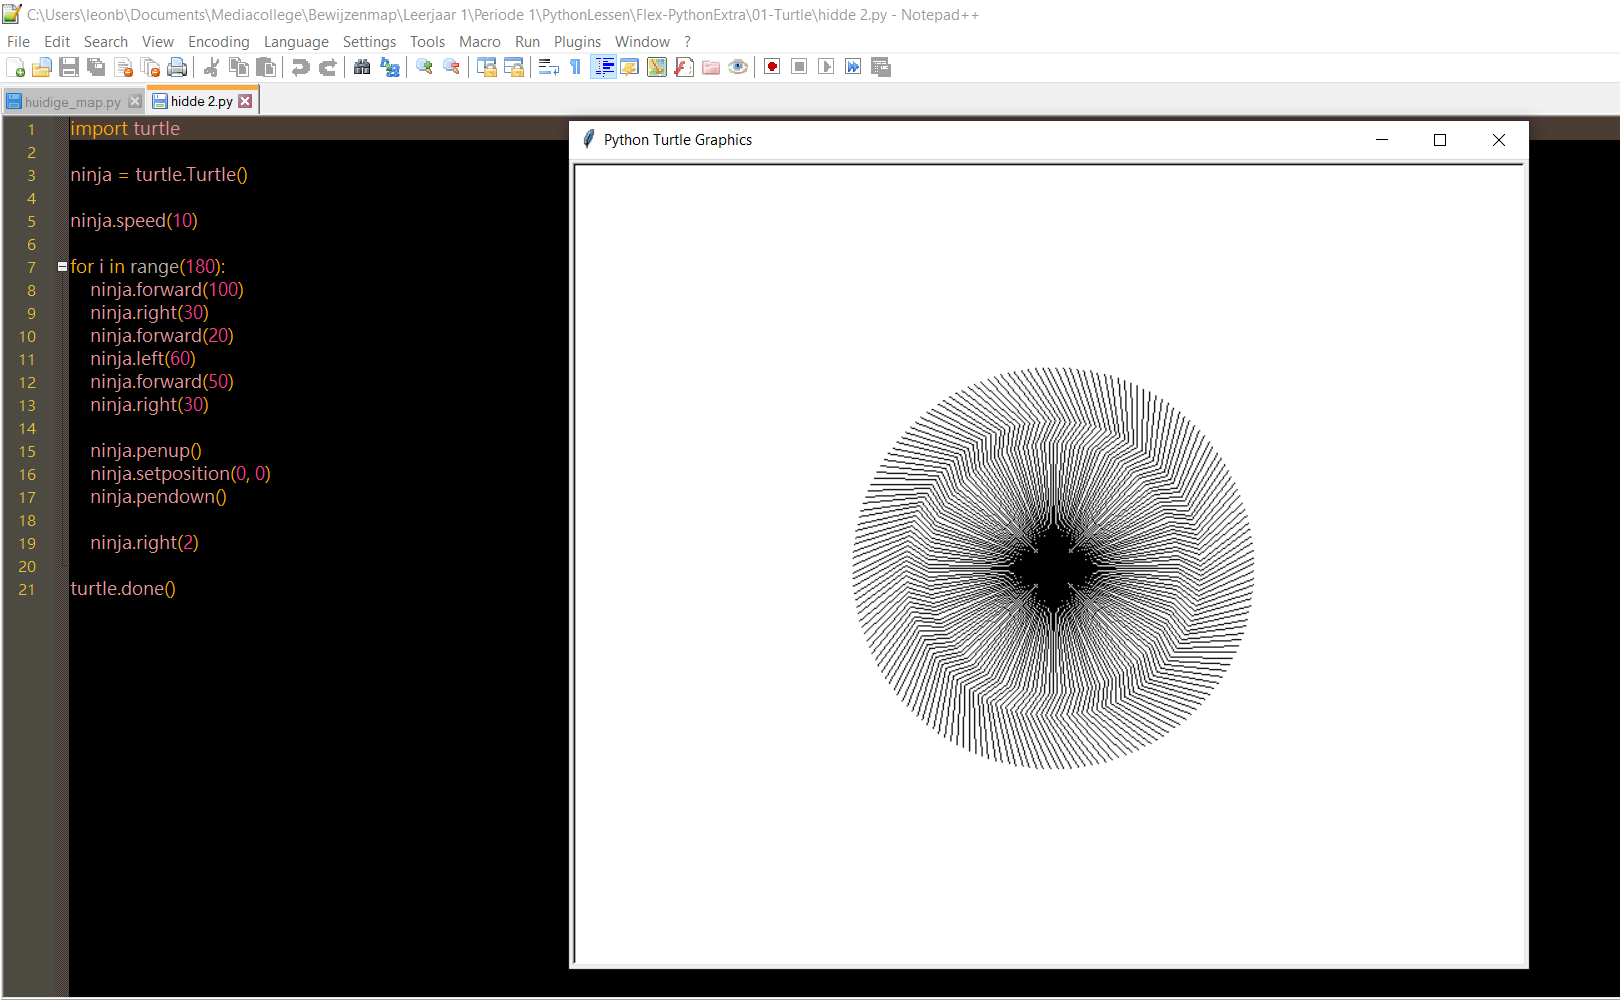 C:\Users\leonb\Documents\Mediacollege\Bewijzenmap\Leerjaar 1\Periode 1\PythonLessen\Flex-PythonExtra\01-Turtle\hidde 2.py - Notepad++
File Edit Search View Encoding Language Settings Tools Macro Run Plugins Window ?
huidige_map.py hidde 2.py
Python Turtle Graphics
1 import turtle
2
3 ninja = turtle.Turtle()
4
5 ninja.speed(10)
6
7 for i in range(180):
8 ninja.forward(100)
9 ninja.right(30)
10 ninja.forward(20)
11 ninja.left(60)
12 ninja.forward(50)
13 ninja.right(30)
14
15 ninja.penup()
16 ninja.setposition(0, 0)
17 ninja.pendown()
18
19 ninja.right(2)
20
21 turtle.done()